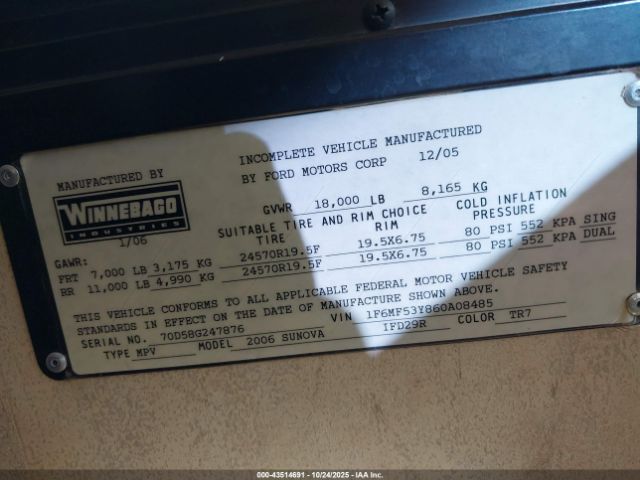 INCOMPLETE VEHICLE MANUFACTURED
BY FORD MOTORS CORP 12/05
MANUFACTURED BY
WINNEBAGO
INDUSTRIES
1/06
GVWR 18,000 LB 8,165 KG
SUITABLE TIRE AND RIM CHOICE
TIRE RIM
COLD INFLATION
PRESSURE
GAWR:
FRT 7,000 LB 3,175 KG 24570R19.5F 19.5X6.75 80 PSI 552 KPA SING
RR 11,000 LB 4,990 KG 24570R19.5F 19.5X6.75 80 PSI 552 KPA DUAL
THIS VEHICLE CONFORMS TO ALL APPLICABLE FEDERAL MOTOR VEHICLE SAFETY
STANDARDS IN EFFECT ON THE DATE OF MANUFACTURE SHOWN ABOVE.
SERIAL NO. 70D58G247876 VIN 1F6MF53Y860A08485
TYPE MPV MODEL 2006 SUNOVA IFD29R COLOR TR7
000-43514691 - 10/24/2025 - IAA Inc.